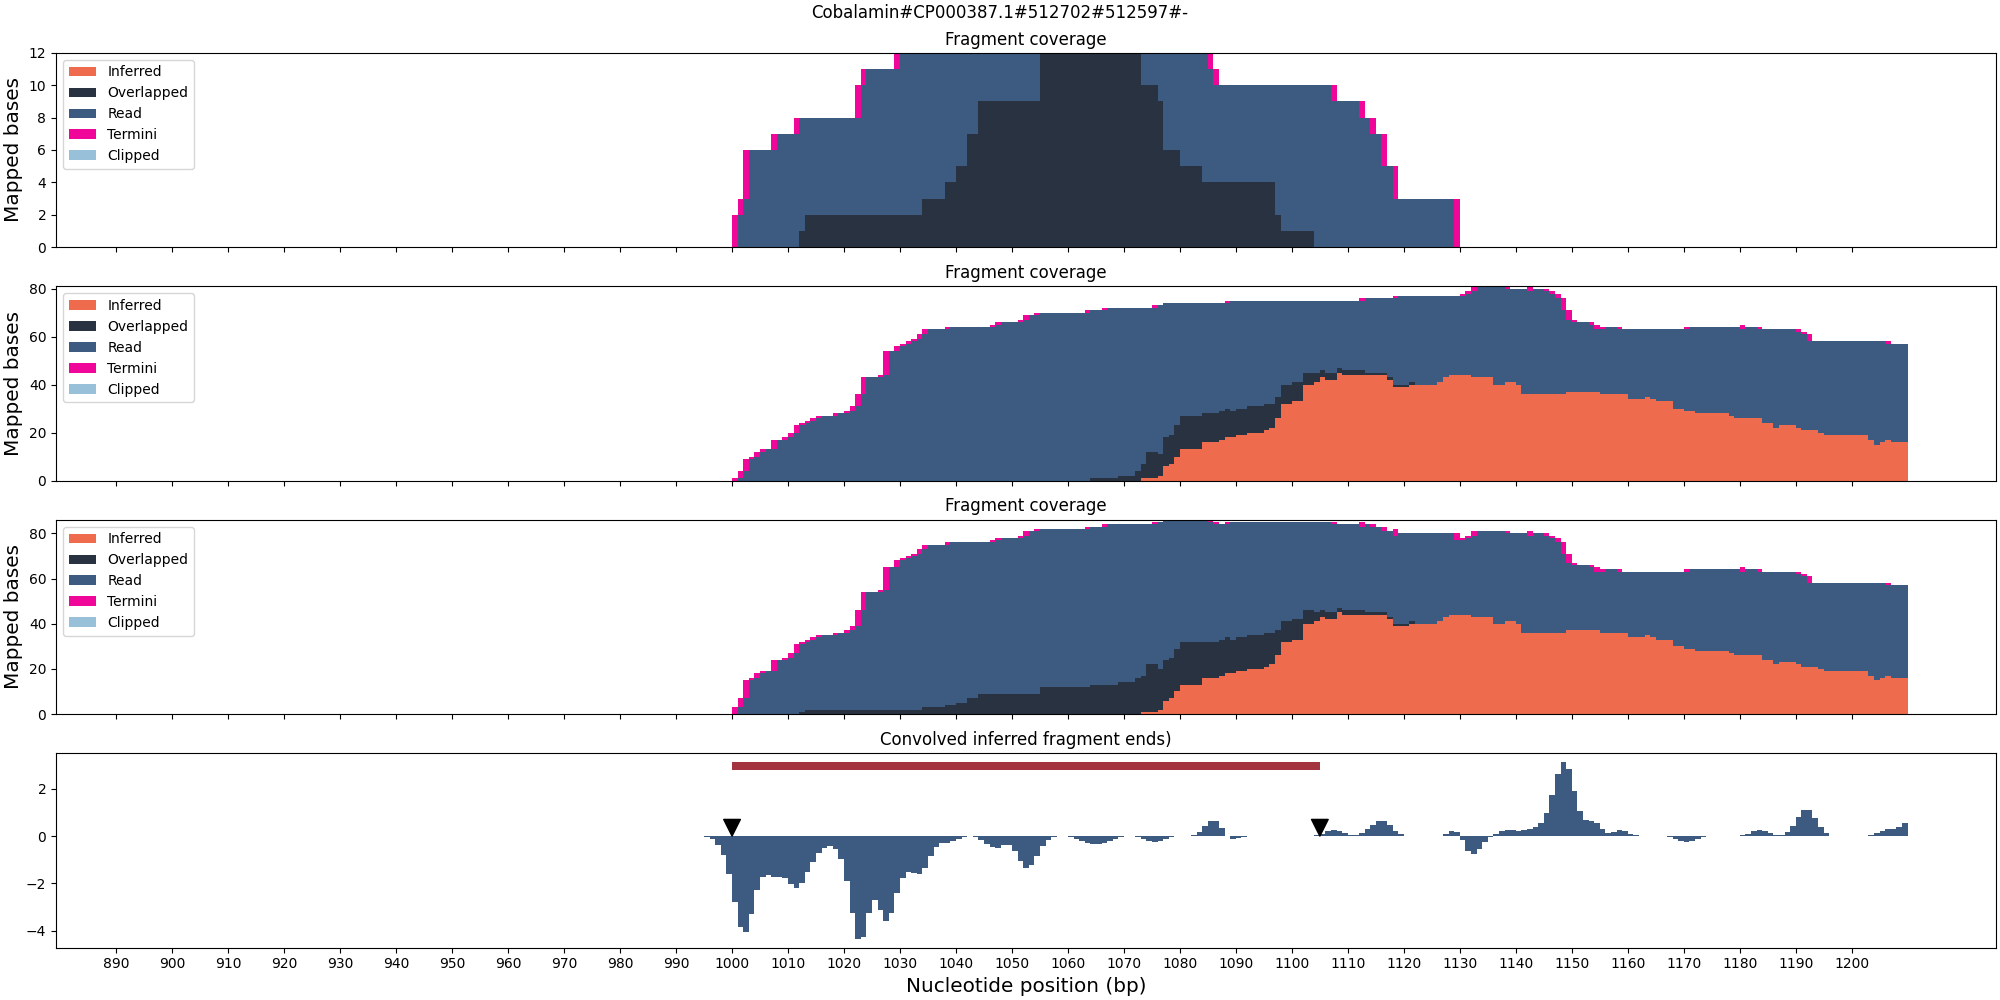 Cobalamin#CP000387.1#512702#512597#-
Fragment coverage
12
10
8
6
4
2
0
Mapped bases
Inferred
Overlapped
Read
Termini
Clipped
Fragment coverage
80
60
40
20
0
Mapped bases
Inferred
Overlapped
Read
Termini
Clipped
Fragment coverage
80
60
40
20
0
Mapped bases
Inferred
Overlapped
Read
Termini
Clipped
Convolved inferred fragment ends)
2
0
−2
−4
890 900 910 920 930 940 950 960 970 980 990 1000 1010 1020 1030 1040 1050 1060 1070 1080 1090 1100 1110 1120 1130 1140 1150 1160 1170 1180 1190 1200
Nucleotide position (bp)